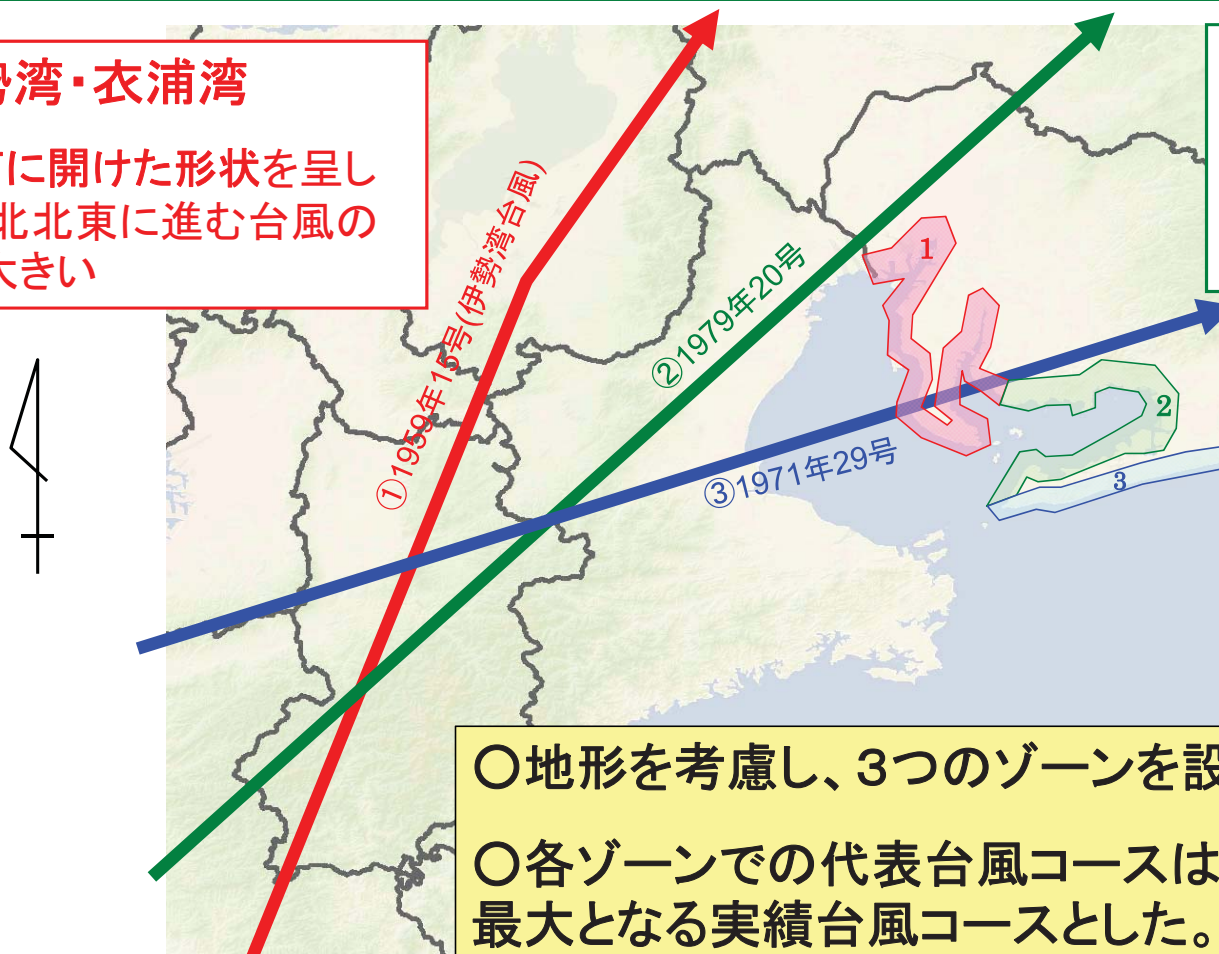 勢湾・衣浦湾
に開けた形状を呈し
北北東に進む台風の
大きい
①1959年15号(伊勢湾台風)
②1979年20号
③1971年29号
1
2
3
○地形を考慮し、3つのゾーンを設
○各ゾーンでの代表台風コースは
最大となる実績台風コースとした。